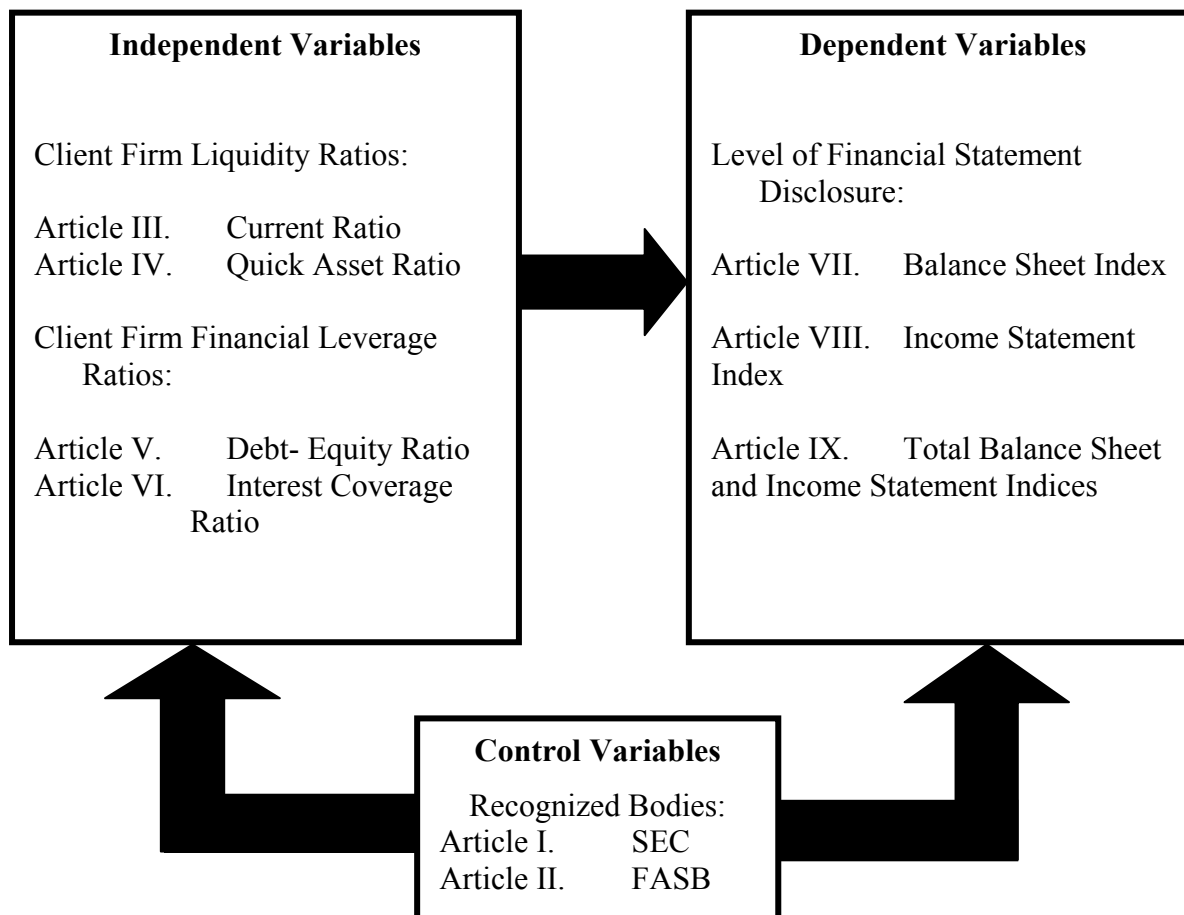 Independent Variables
Client Firm Liquidity Ratios:
Article III. Current Ratio
Article IV. Quick Asset Ratio
Client Firm Financial Leverage
Ratios:
Article V. Debt- Equity Ratio
Article VI. Interest Coverage
Ratio
Dependent Variables
Level of Financial Statement
Disclosure:
Article VII. Balance Sheet Index
Article VIII. Income Statement
Index
Article IX. Total Balance Sheet
and Income Statement Indices
Control Variables
Recognized Bodies:
Article I. SEC
Article II. FASB